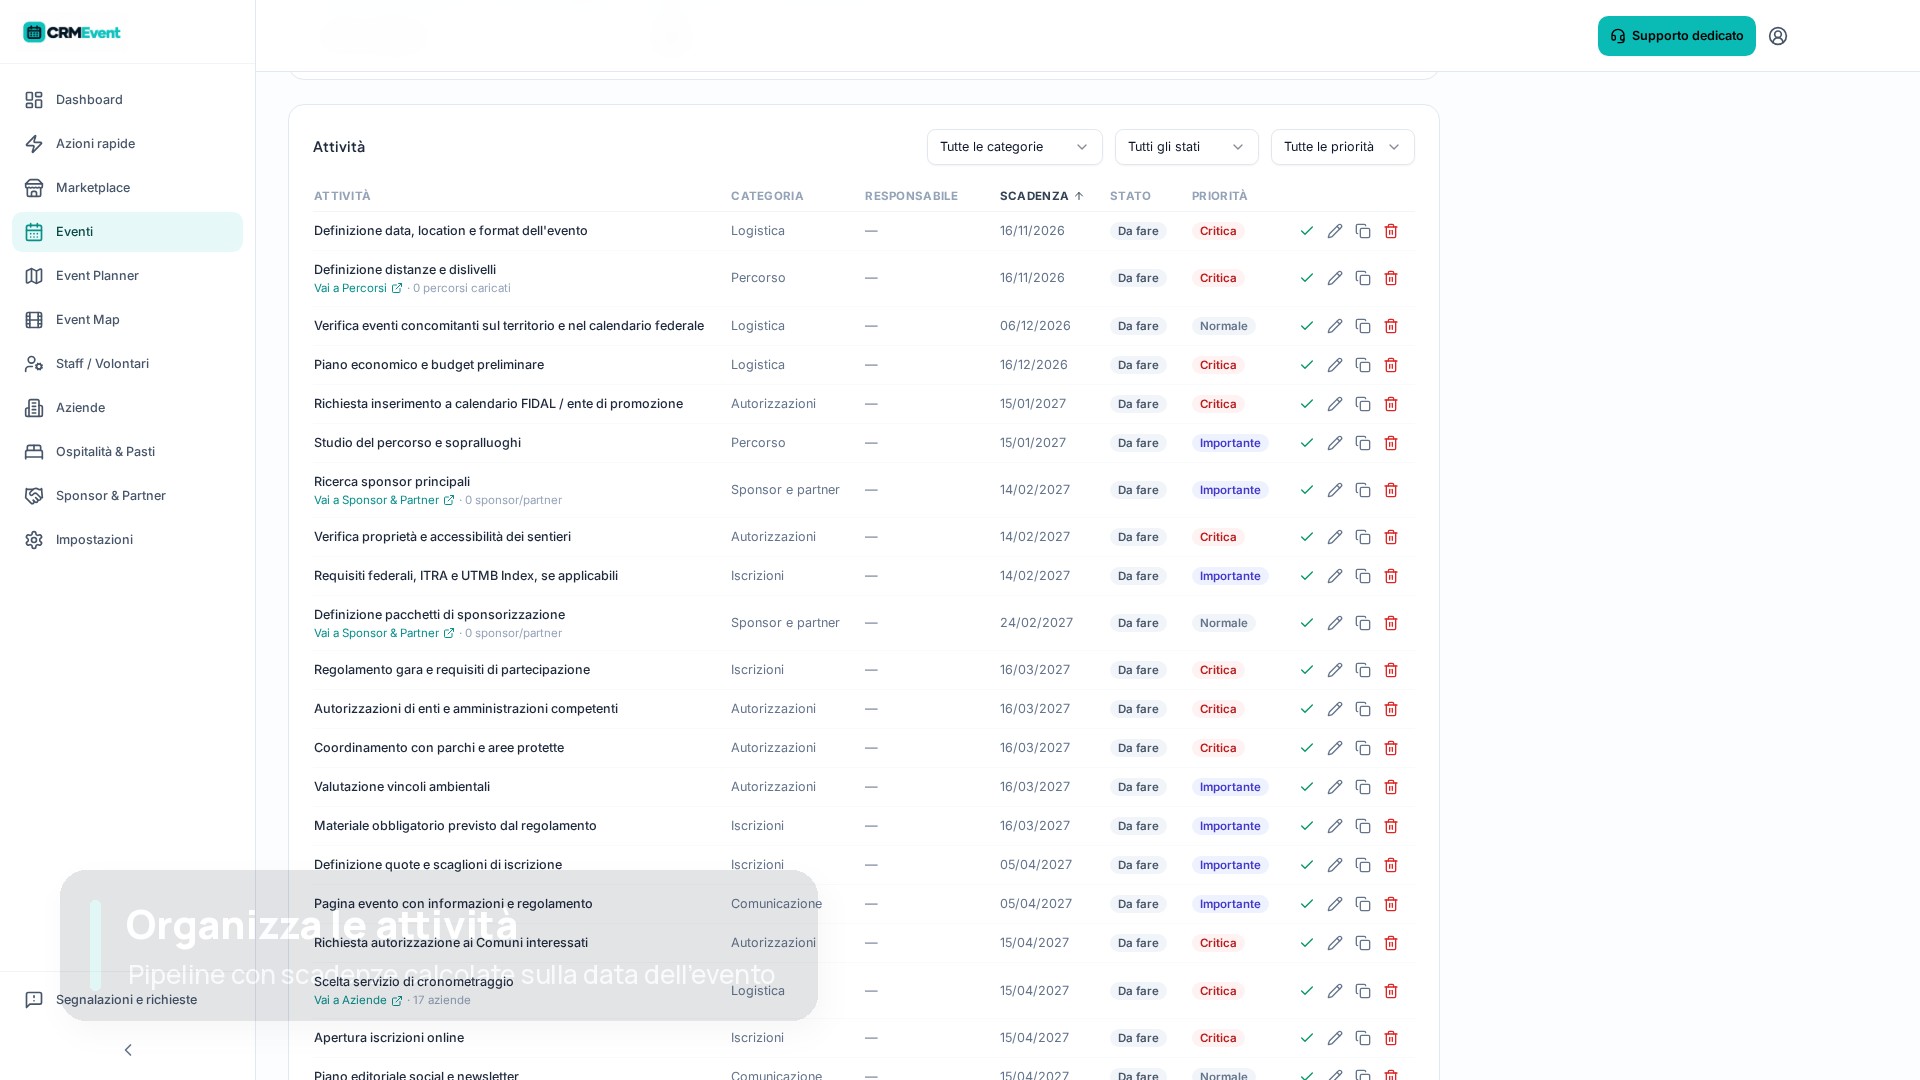 CRMEvent
Supporto dedicato
Dashboard
Azioni rapide
Marketplace
Eventi
Event Planner
Event Map
Staff / Volontari
Aziende
Ospitalità & Pasti
Sponsor & Partner
Impostazioni
Segnalazioni e richieste
Attività
Tutte le categorie
Tutti gli stati
Tutte le priorità
ATTIVITÀ CATEGORIA RESPONSABILE SCADENZA ↑ STATO PRIORITÀ
Definizione data, location e format dell'evento Logistica — 16/11/2026 Da fare Critica
Definizione distanze e dislivelli Percorso — 16/11/2026 Da fare Critica
Vai a Percorsi · 0 percorsi caricati
Verifica eventi concomitanti sul territorio e nel calendario federale Logistica — 06/12/2026 Da fare Normale
Piano economico e budget preliminare Logistica — 16/12/2026 Da fare Critica
Richiesta inserimento a calendario FIDAL / ente di promozione Autorizzazioni — 15/01/2027 Da fare Critica
Studio del percorso e sopralluoghi Percorso — 15/01/2027 Da fare Importante
Ricerca sponsor principali Sponsor e partner — 14/02/2027 Da fare Importante
Vai a Sponsor & Partner · 0 sponsor/partner
Verifica proprietà e accessibilità dei sentieri Autorizzazioni — 14/02/2027 Da fare Critica
Requisiti federali, ITRA e UTMB Index, se applicabili Iscrizioni — 14/02/2027 Da fare Importante
Definizione pacchetti di sponsorizzazione Sponsor e partner — 24/02/2027 Da fare Normale
Vai a Sponsor & Partner · 0 sponsor/partner
Regolamento gara e requisiti di partecipazione Iscrizioni — 16/03/2027 Da fare Critica
Autorizzazioni di enti e amministrazioni competenti Autorizzazioni — 16/03/2027 Da fare Critica
Coordinamento con parchi e aree protette Autorizzazioni — 16/03/2027 Da fare Critica
Valutazione vincoli ambientali Autorizzazioni — 16/03/2027 Da fare Importante
Materiale obbligatorio previsto dal regolamento Iscrizioni — 16/03/2027 Da fare Importante
Definizione quote e scaglioni di iscrizione Iscrizioni — 05/04/2027 Da fare Importante
Pagina evento con informazioni e regolamento Comunicazione — 05/04/2027 Da fare Importante
Richiesta autorizzazione ai Comuni interessati Autorizzazioni — 15/04/2027 Da fare Critica
Scelta servizio di cronometraggio Logistica — 15/04/2027 Da fare Critica
Vai a Aziende · 17 aziende
Apertura iscrizioni online Iscrizioni — 15/04/2027 Da fare Critica
Piano editoriale social e newsletter Comunicazione — 15/04/2027 Da fare Normale
Organizza le attività
Pipeline con scadenze calcolate sulla data dell'evento